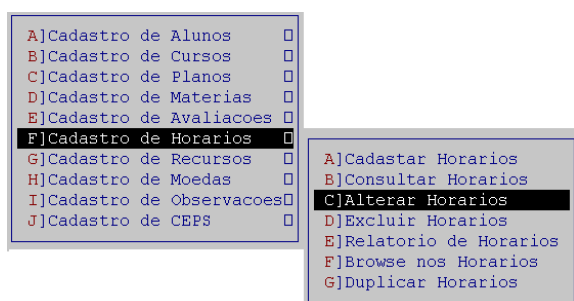 A]Cadastro de Alunos
B]Cadastro de Cursos
C]Cadastro de Planos
D]Cadastro de Materias
E]Cadastro de Avaliacoes
F]Cadastro de Horarios
G]Cadastro de Recursos
H]Cadastro de Moedas
I]Cadastro de Observacoes
J]Cadastro de CEPS
A]Cadastar Horarios
B]Consultar Horarios
C]Alterar Horarios
D]Excluir Horarios
E]Relatorio de Horarios
F]Browse nos Horarios
G]Duplicar Horarios